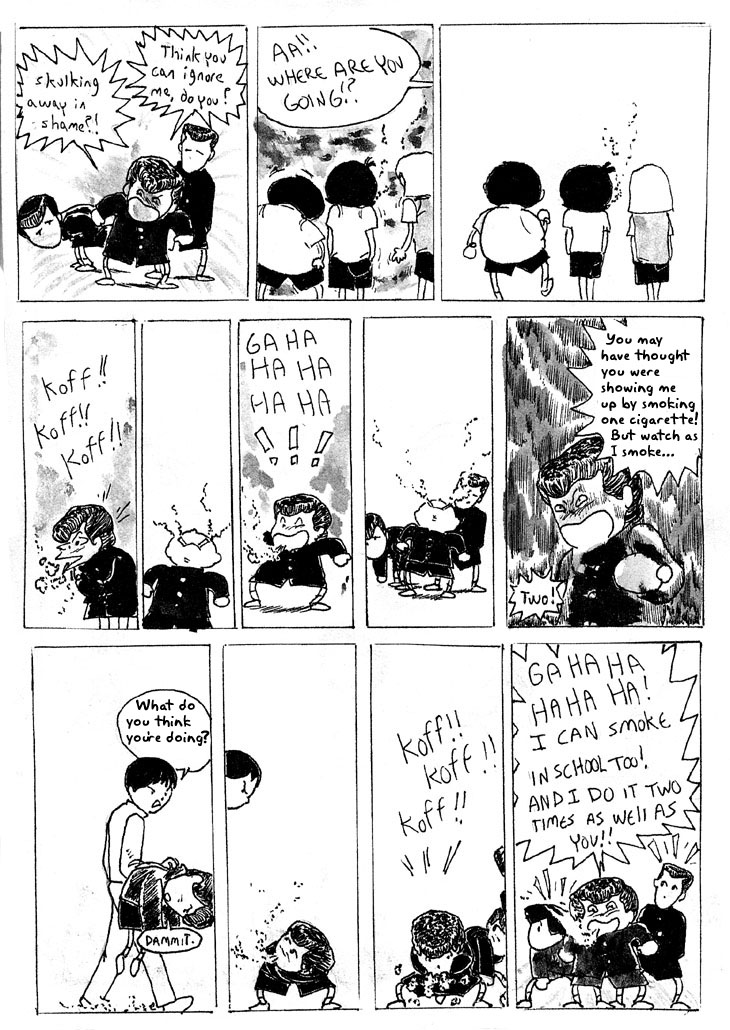 AA!!
WHERE ARE YOU
GOING!?
Think you
can ignore
me, do you?
skulking
away in
shame?!
You may
have thought
you were
showing me
up by smoking
one cigarette!
But watch as
I smoke...
Two!
GA HA
HA HA
HA HA
!!!
Koff!!
Koff!!
Koff!!
GA HA HA
HA HA HA!
I CAN SMOKE
IN SCHOOL TOO!,
AND I DO IT TWO
TIMES AS WELL AS
YOU!!
Koff!!
Koff!!
Koff!!
What do
you think
you're doing?
DAMMIT.